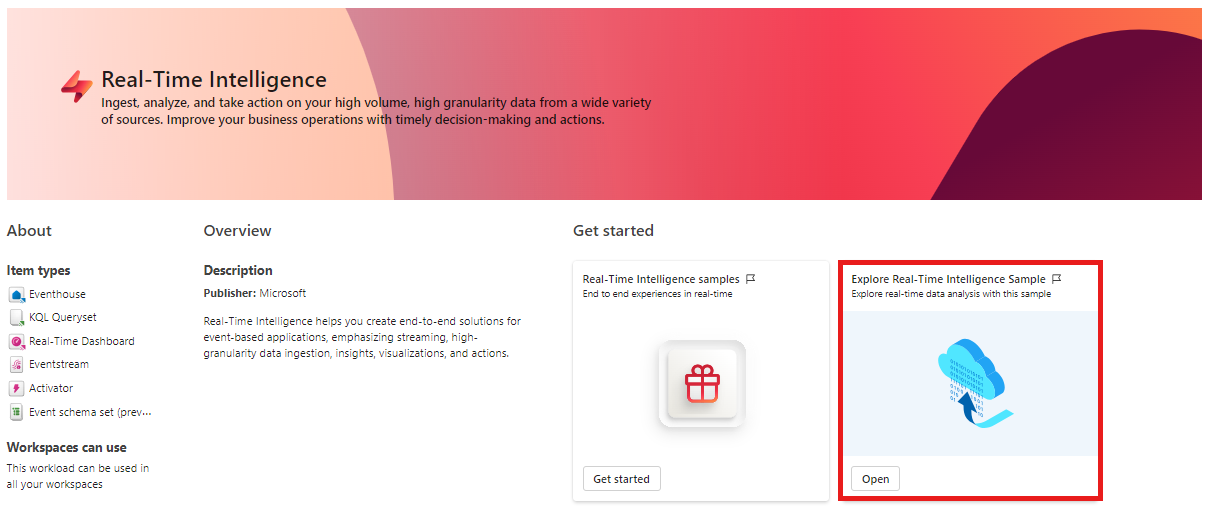 Real-Time Intelligence
Ingest, analyze, and take action on your high volume, high granularity data from a wide variety
of sources. Improve your business operations with timely decision-making and actions.
About
Item types
Eventhouse
KQL Queryset
Real-Time Dashboard
Eventstream
Activator
Event schema set (prev...
Workspaces can use
This workload can be used in
all your workspaces
Overview
Description
Publisher: Microsoft
Real-Time Intelligence helps you create end-to-end solutions for
event-based applications, emphasizing streaming, high-
granularity data ingestion, insights, visualizations, and actions.
Get started
Real-Time Intelligence samples
End to end experiences in real-time
Get started
Explore Real-Time Intelligence Sample
Explore real-time data analysis with this sample
Open